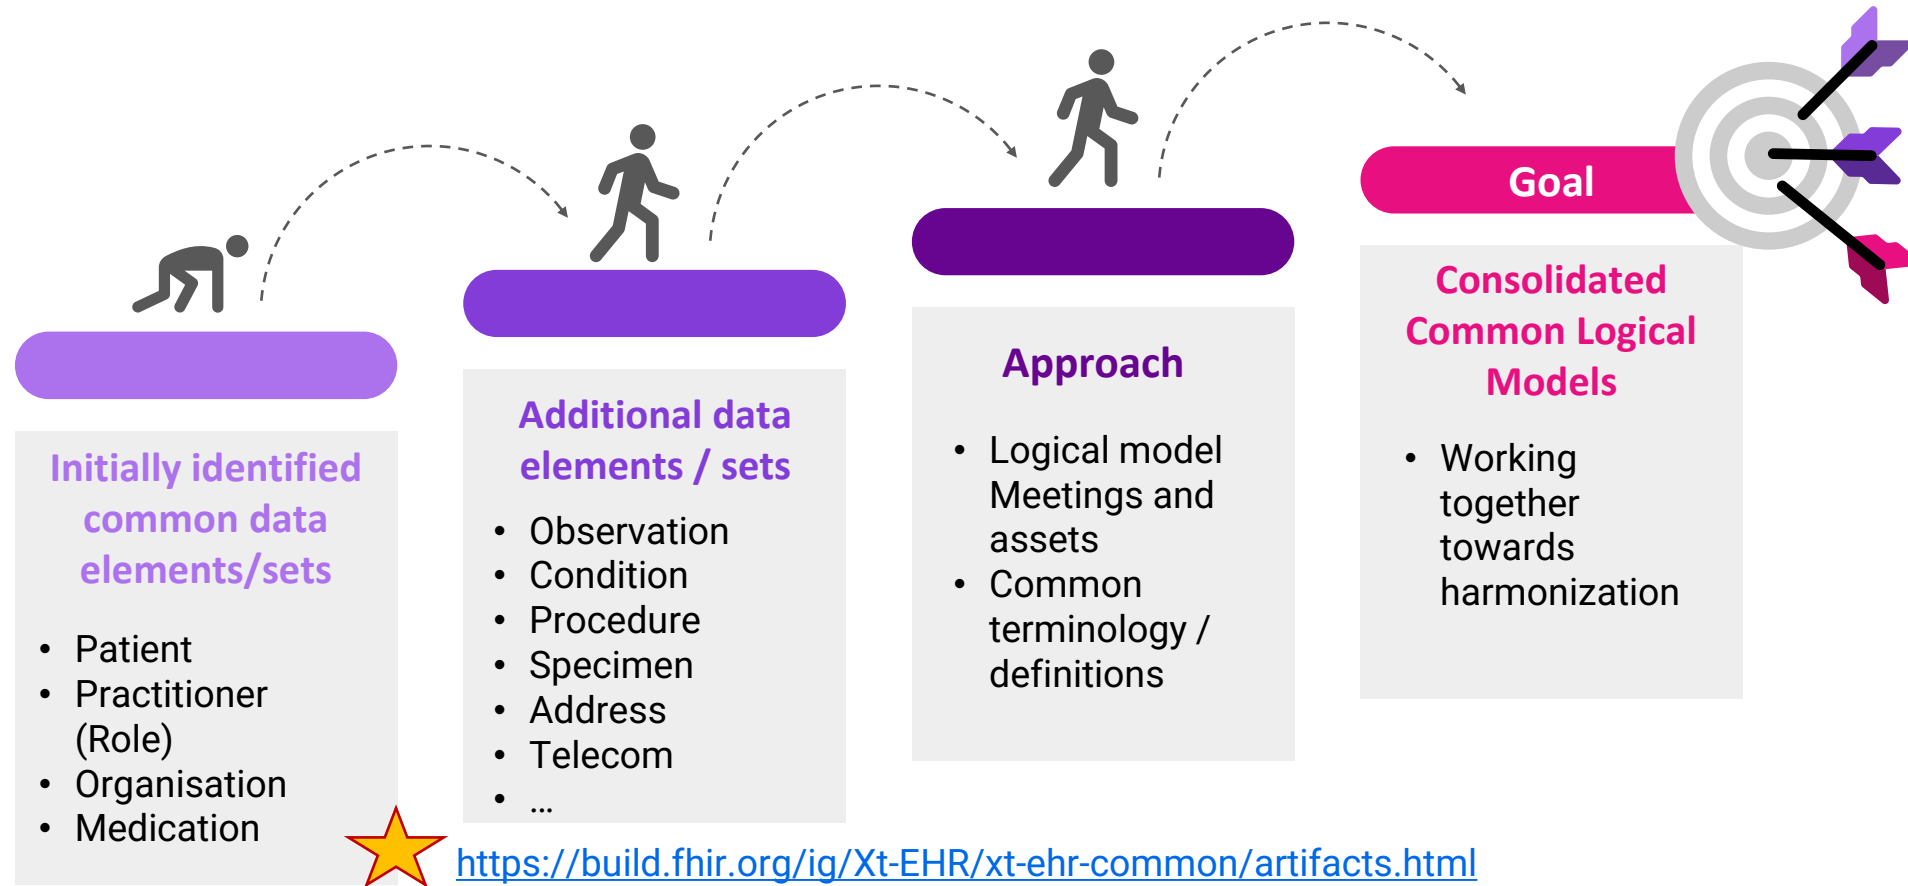 Initially identified
common data
elements/sets
• Patient
• Practitioner
(Role)
• Organisation
• Medication
Additional data
elements / sets
• Observation
• Condition
• Procedure
• Specimen
• Address
• Telecom
• ...
Approach
• Logical model
Meetings and
assets
• Common
terminology /
definitions
Goal
Consolidated
Common Logical
Models
• Working
together
towards
harmonization
https://build.fhir.org/ig/Xt-EHR/xt-ehr-common/artifacts.html